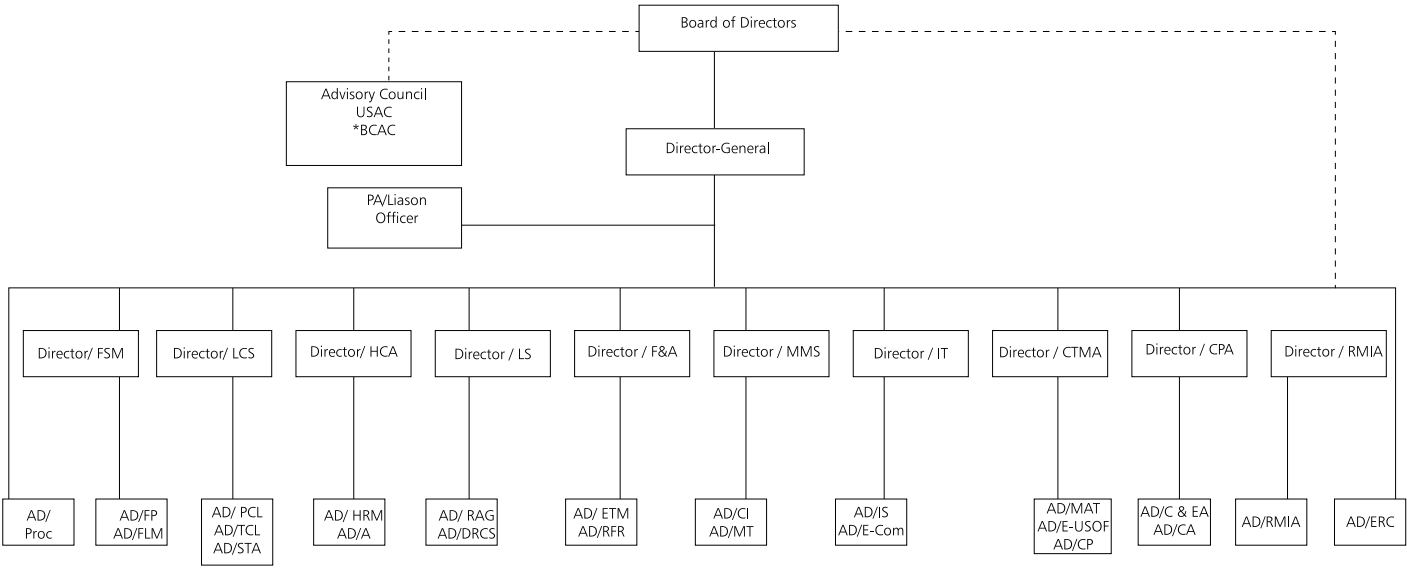 Board of Directors
Advisory Council
USAC
*BCAC
Director-General
PA/Liason
Officer
Director/ FSM
Director/ LCS
Director/ HCA
Director / LS
Director / F&A
Director / MMS
Director / IT
Director / CTMA
Director / CPA
Director / RMIA
AD/
Proc
AD/FP
AD/FLM
AD/ PCL
AD/TCL
AD/STA
AD/ HRM
AD/A
AD/ RAG
AD/DRCS
AD/ ETM
AD/RFR
AD/CI
AD/MT
AD/IS
AD/E-Com
AD/MAT
AD/E-USOF
AD/CP
AD/C & EA
AD/CA
AD/RMIA
AD/ERC